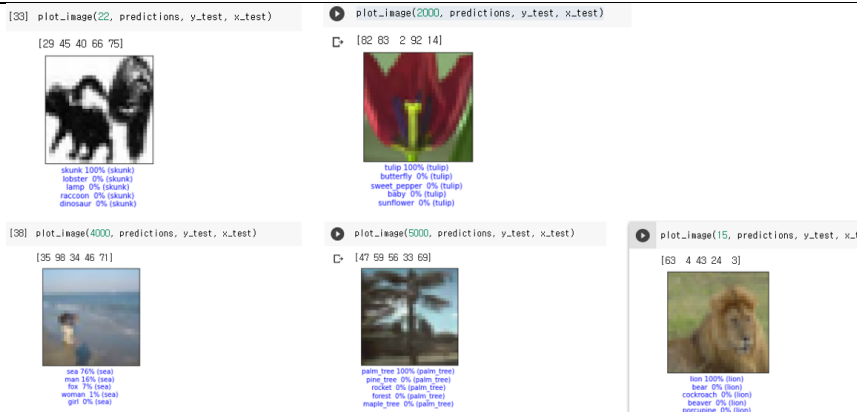 [33] plot_image(22, predictions, y_test, x_test)
[29 45 40 66 75]
skunk 100% (skunk)
lobster 0% (skunk)
lamp 0% (skunk)
raccoon 0% (skunk)
dinosaur 0% (skunk)
plot_image(2000, predictions, y_test, x_test)
[82 83 2 92 14]
tulip 100% (tulip)
butterfly 0% (tulip)
sweet_pepper 0% (tulip)
baby 0% (tulip)
sunflower 0% (tulip)
[38] plot_image(4000, predictions, y_test, x_test)
[35 98 34 46 71]
sea 76% (sea)
man 16% (sea)
fox 7% (sea)
woman 1% (sea)
girl 0% (sea)
plot_image(5000, predictions, y_test, x_test)
[47 59 56 33 69]
palm_tree 100% (palm_tree)
pine_tree 0% (palm_tree)
rocket 0% (palm_tree)
forest 0% (palm_tree)
maple_tree 0% (palm_tree)
plot_image(15, predictions, y_test, x_t
[63 4 43 24 3]
lion 100% (lion)
bear 0% (lion)
cockroach 0% (lion)
beaver 0% (lion)
porcupine 0% (lion)